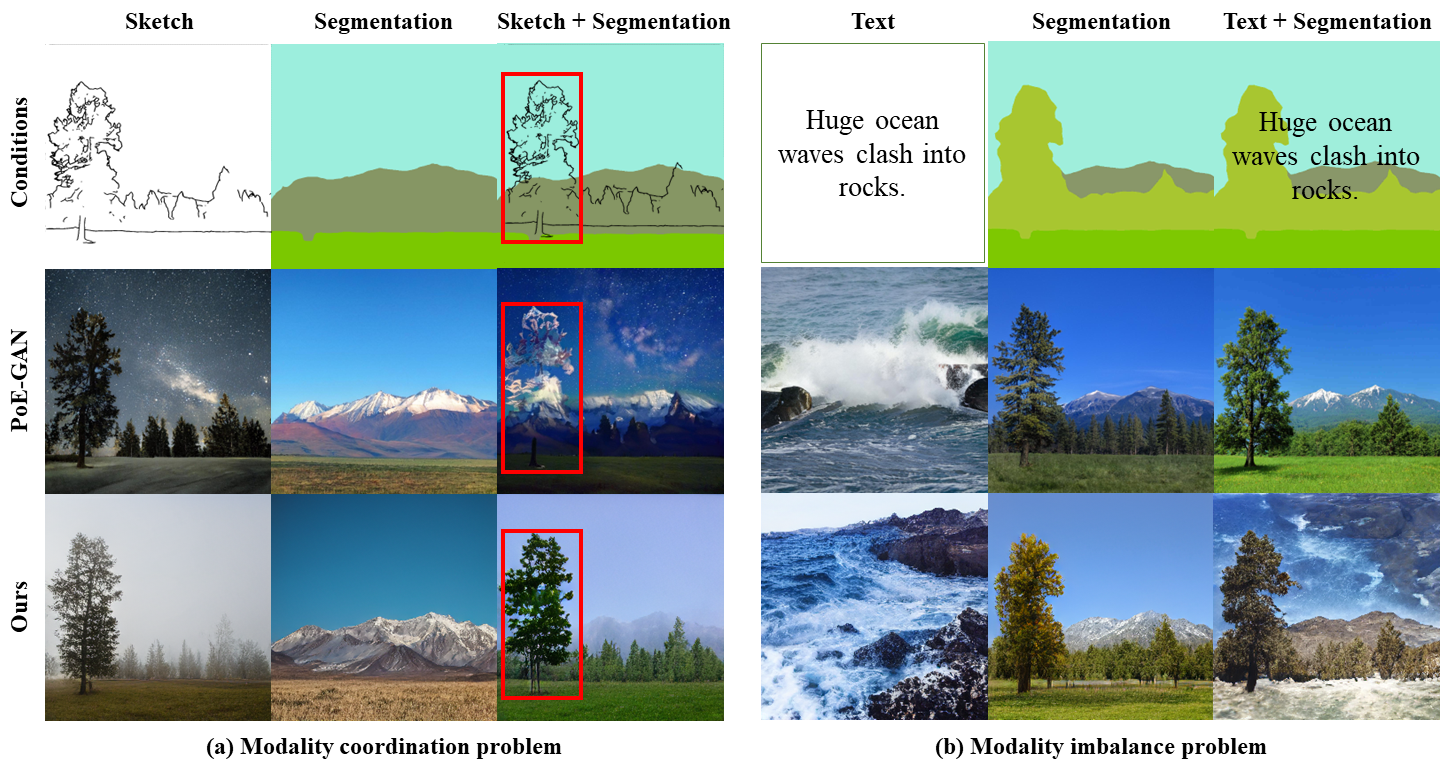 Sketch
Segmentation
Sketch + Segmentation
Text
Segmentation
Text + Segmentation
Conditions
Huge ocean
waves clash into
rocks.
Huge ocean
waves clash into
rocks.
PoE-GAN
Ours
(a) Modality coordination problem
(b) Modality imbalance problem